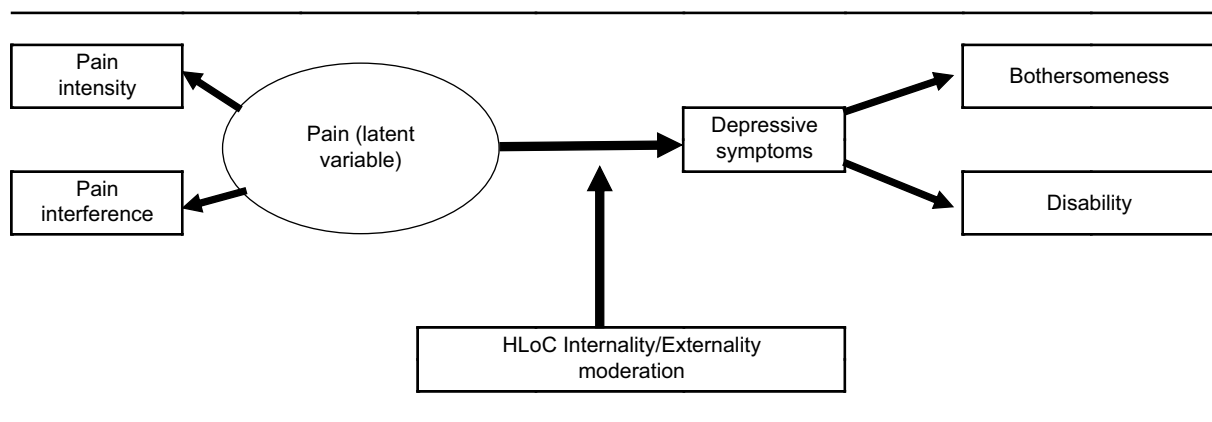 Pain
intensity
Pain (latent
variable)
Pain
interference
Depressive
symptoms
Bothersomeness
Disability
HLoC Internality/Externality
moderation